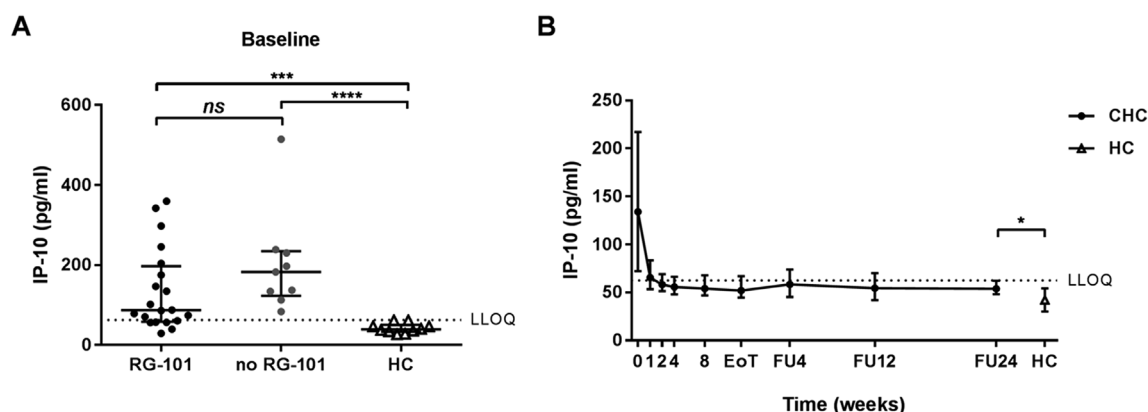 A
Baseline
***
****
ns
600
400
200
0
IP-10 (pg/ml)
LLOQ
RG-101 no RG-101 HC
B
250
200
150
100
50
0
IP-10 (pg/ml)
CHC
HC
*
LLOQ
0 1 2 4 8 EoT FU4 FU12 FU24 HC
Time (weeks)